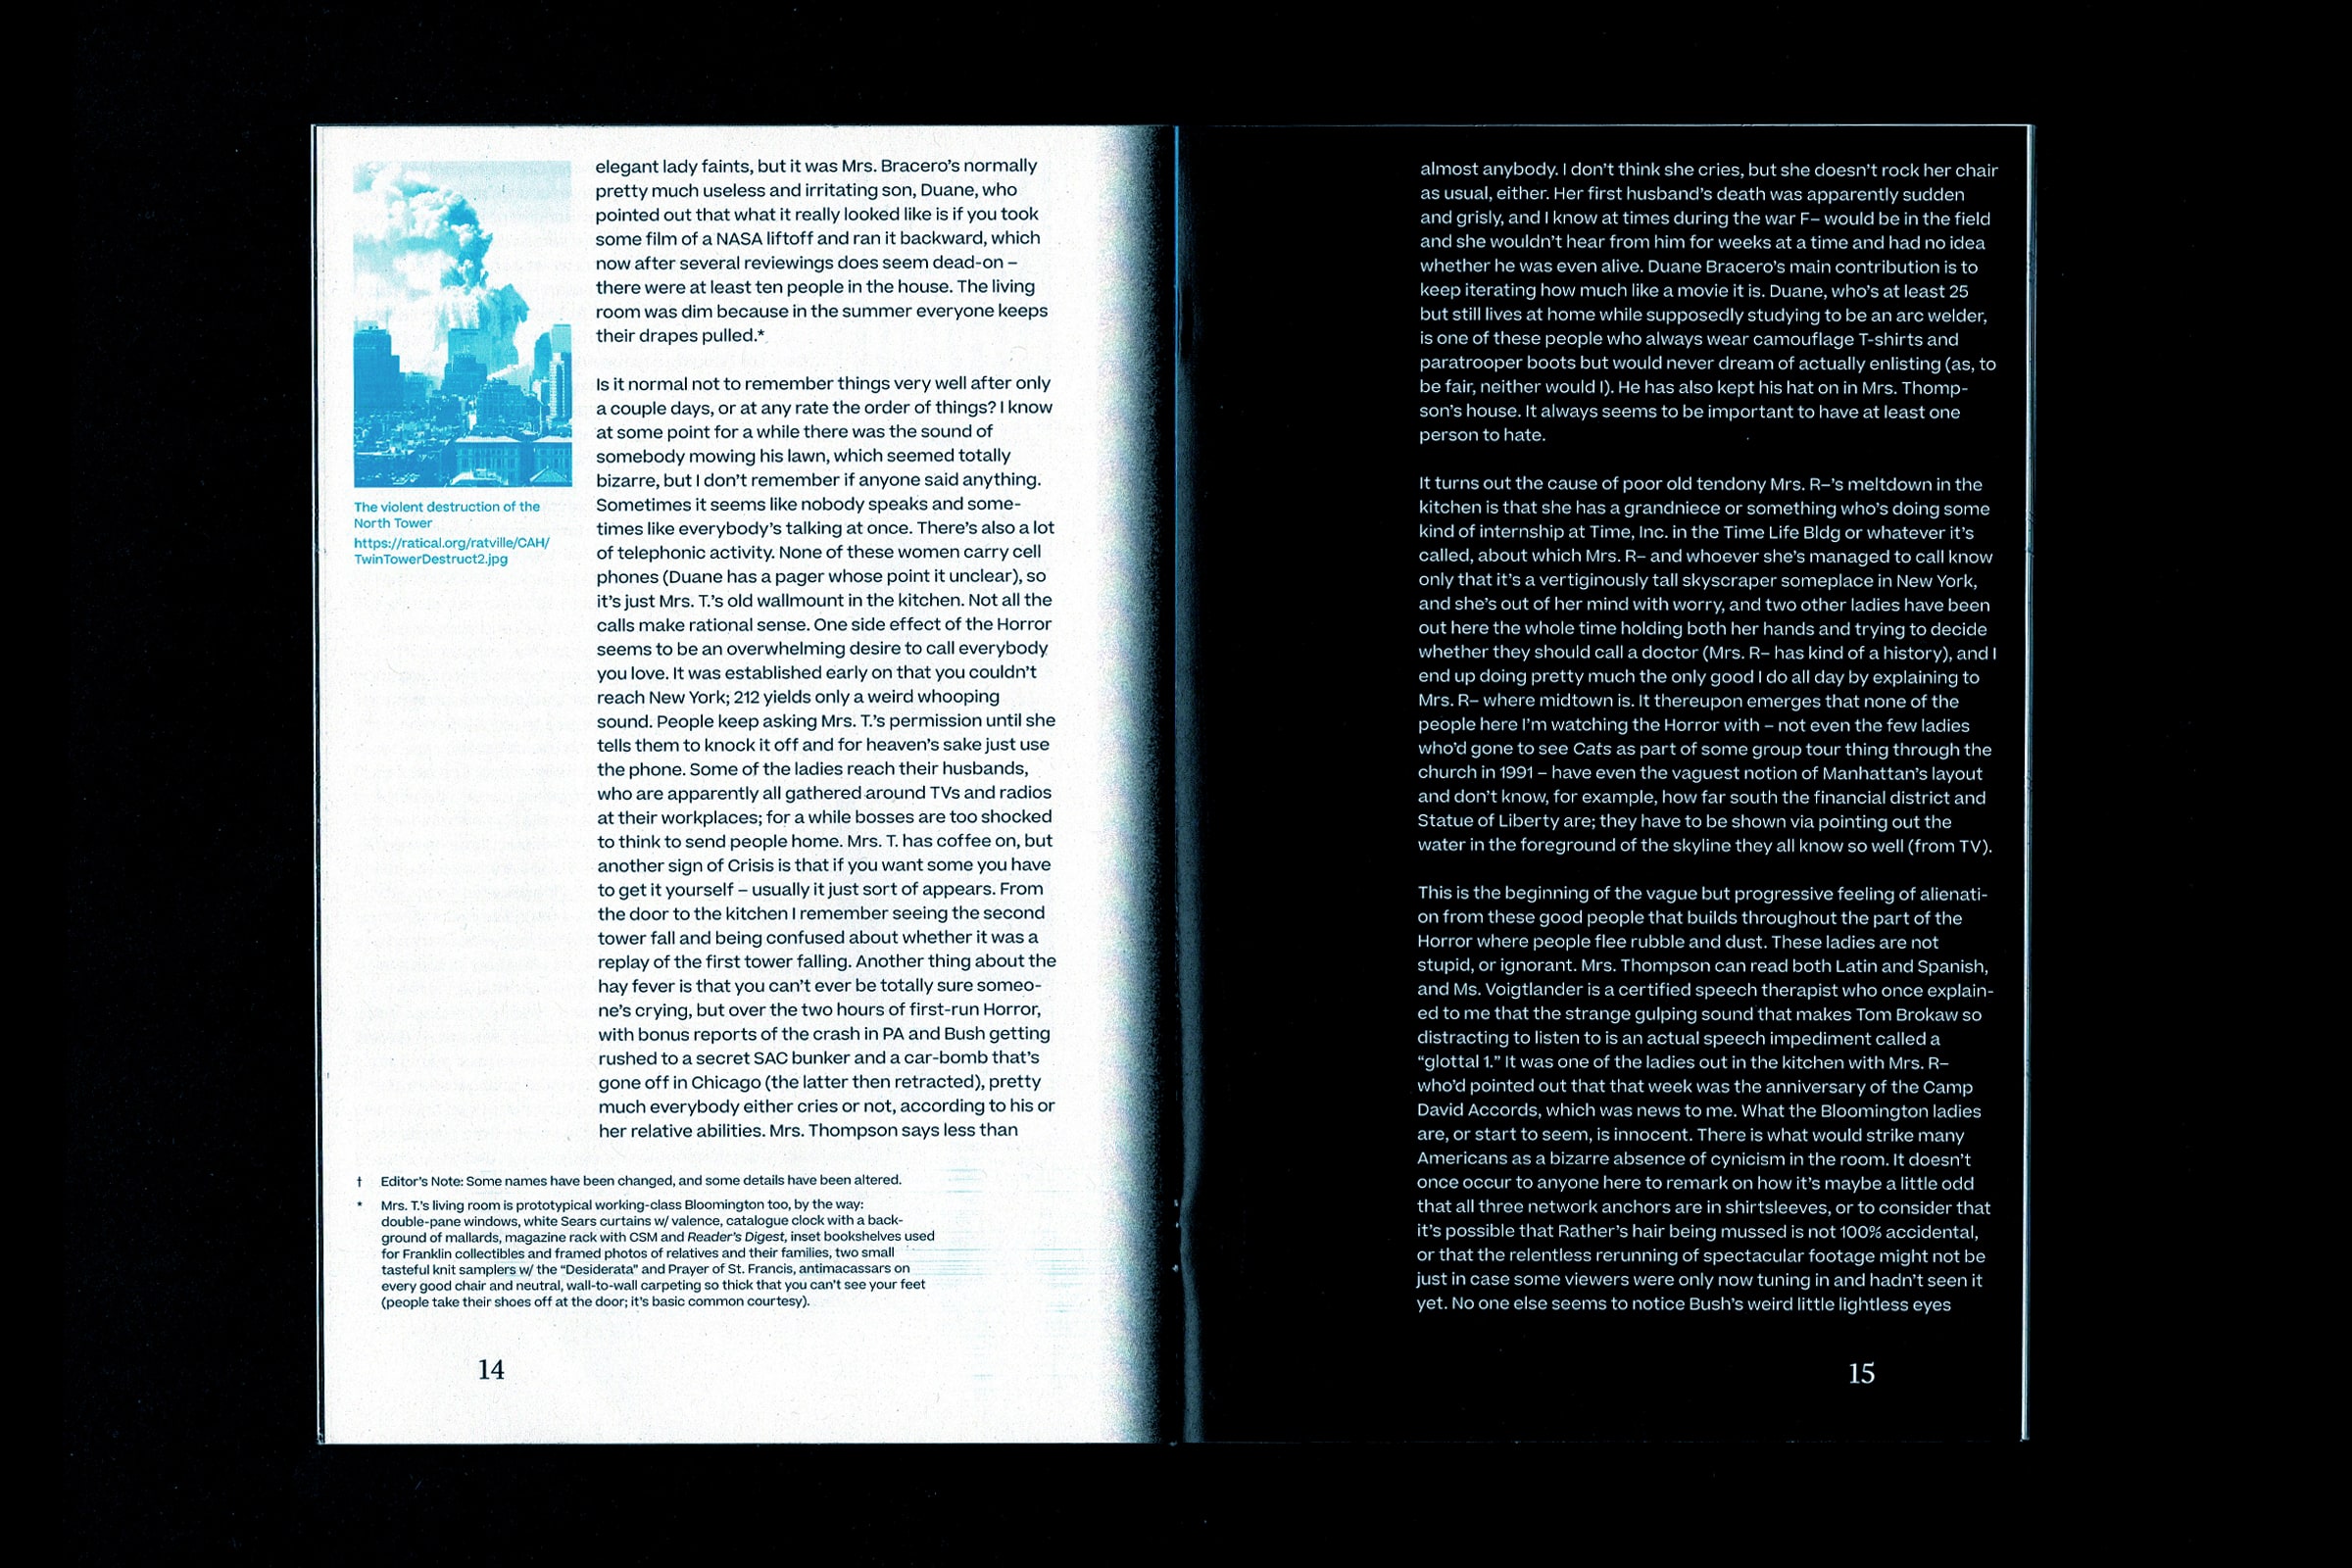 The violent destruction of the
North Tower
https://ratical.org/ratville/CAH/
TwinTowerDestruct2.jpg
elegant lady faints, but it was Mrs. Bracero’s normally
pretty much useless and irritating son, Duane, who
pointed out that what it really looked like is if you took
some film of a NASA liftoff and ran it backward, which
now after several reviewings does seem dead-on –
there were at least ten people in the house. The living
room was dim because in the summer everyone keeps
their drapes pulled.*
Is it normal not to remember things very well after only
a couple days, or at any rate the order of things? I know
at some point for a while there was the sound of
somebody mowing his lawn, which seemed totally
bizarre, but I don’t remember if anyone said anything.
Sometimes it seems like nobody speaks and some-
times like everybody’s talking at once. There’s also a lot
of telephonic activity. None of these women carry cell
phones (Duane has a pager whose point it unclear), so
it’s just Mrs. T.’s old wallmount in the kitchen. Not all the
calls make rational sense. One side effect of the Horror
seems to be an overwhelming desire to call everybody
you love. It was established early on that you couldn’t
reach New York; 212 yields only a weird whooping
sound. People keep asking Mrs. T.’s permission until she
tells them to knock it off and for heaven’s sake just use
the phone. Some of the ladies reach their husbands,
who are apparently all gathered around TVs and radios
at their workplaces; for a while bosses are too shocked
to think to send people home. Mrs. T. has coffee on, but
another sign of Crisis is that if you want some you have
to get it yourself – usually it just sort of appears. From
the door to the kitchen I remember seeing the second
tower fall and being confused about whether it was a
replay of the first tower falling. Another thing about the
hay fever is that you can’t ever be totally sure someo-
ne’s crying, but over the two hours of first-run Horror,
with bonus reports of the crash in PA and Bush getting
rushed to a secret SAC bunker and a car-bomb that’s
gone off in Chicago (the latter then retracted), pretty
much everybody either cries or not, according to his or
her relative abilities. Mrs. Thompson says less than
† Editor’s Note: Some names have been changed, and some details have been altered.
* Mrs. T.’s living room is prototypical working-class Bloomington too, by the way:
double-pane windows, white Sears curtains w/ valence, catalogue clock with a back-
ground of mallards, magazine rack with CSM and Reader’s Digest, inset bookshelves used
for Franklin collectibles and framed photos of relatives and their families, two small
tasteful knit samplers w/ the “Desiderata” and Prayer of St. Francis, antimacassars on
every good chair and neutral, wall-to-wall carpeting so thick that you can’t see your feet
(people take their shoes off at the door; it’s basic common courtesy).
14
almost anybody. I don’t think she cries, but she doesn’t rock her chair
as usual, either. Her first husband’s death was apparently sudden
and grisly, and I know at times during the war F– would be in the field
and she wouldn’t hear from him for weeks at a time and had no idea
whether he was even alive. Duane Bracero’s main contribution is to
keep iterating how much like a movie it is. Duane, who’s at least 25
but still lives at home while supposedly studying to be an arc welder,
is one of these people who always wear camouflage T-shirts and
paratrooper boots but would never dream of actually enlisting (as, to
be fair, neither would I). He has also kept his hat on in Mrs. Thomp-
son’s house. It always seems to be important to have at least one
person to hate.
It turns out the cause of poor old tendony Mrs. R–’s meltdown in the
kitchen is that she has a grandniece or something who’s doing some
kind of internship at Time, Inc. in the Time Life Bldg or whatever it’s
called, about which Mrs. R– and whoever she’s managed to call know
only that it’s a vertiginously tall skyscraper someplace in New York,
and she’s out of her mind with worry, and two other ladies have been
out here the whole time holding both her hands and trying to decide
whether they should call a doctor (Mrs. R– has kind of a history), and I
end up doing pretty much the only good I do all day by explaining to
Mrs. R– where midtown is. It thereupon emerges that none of the
people here I’m watching the Horror with – not even the few ladies
who’d gone to see Cats as part of some group tour thing through the
church in 1991 – have even the vaguest notion of Manhattan’s layout
and don’t know, for example, how far south the financial district and
Statue of Liberty are; they have to be shown via pointing out the
water in the foreground of the skyline they all know so well (from TV).
This is the beginning of the vague but progressive feeling of alienati-
on from these good people that builds throughout the part of the
Horror where people flee rubble and dust. These ladies are not
stupid, or ignorant. Mrs. Thompson can read both Latin and Spanish,
and Ms. Voigtlander is a certified speech therapist who once explain-
ed to me that the strange gulping sound that makes Tom Brokaw so
distracting to listen to is an actual speech impediment called a
“glottal 1.” It was one of the ladies out in the kitchen with Mrs. R–
who’d pointed out that that week was the anniversary of the Camp
David Accords, which was news to me. What the Bloomington ladies
are, or start to seem, is innocent. There is what would strike many
Americans as a bizarre absence of cynicism in the room. It doesn’t
once occur to anyone here to remark on how it’s maybe a little odd
that all three network anchors are in shirtsleeves, or to consider that
it’s possible that Rather’s hair being mussed is not 100% accidental,
or that the relentless rerunning of spectacular footage might not be
just in case some viewers were only now tuning in and hadn’t seen it
yet. No one else seems to notice Bush’s weird little lightless eyes
15